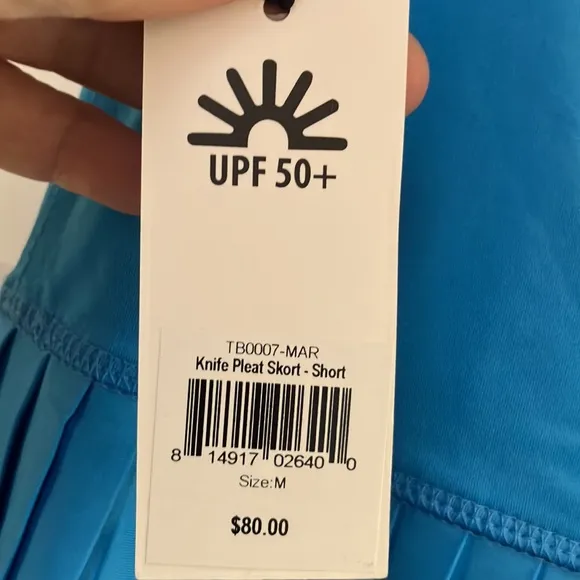 UPF 50+
TB0007-MAR
Knife Pleat Skort - Short
8 14917 02640 0
Size:M
$80.00